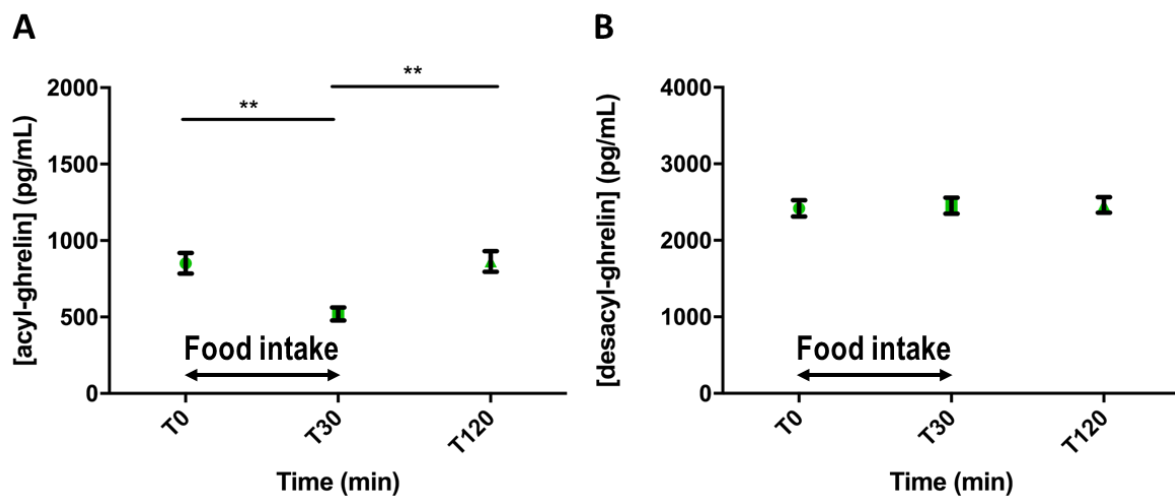 A
[acyl-ghrelin] (pg/mL)
2000
1500
1000
500
0
**
**
Food intake
T0
T30
T120
Time (min)
B
[desacyl-ghrelin] (pg/mL)
4000
3000
2000
1000
0
Food intake
T0
T30
T120
Time (min)